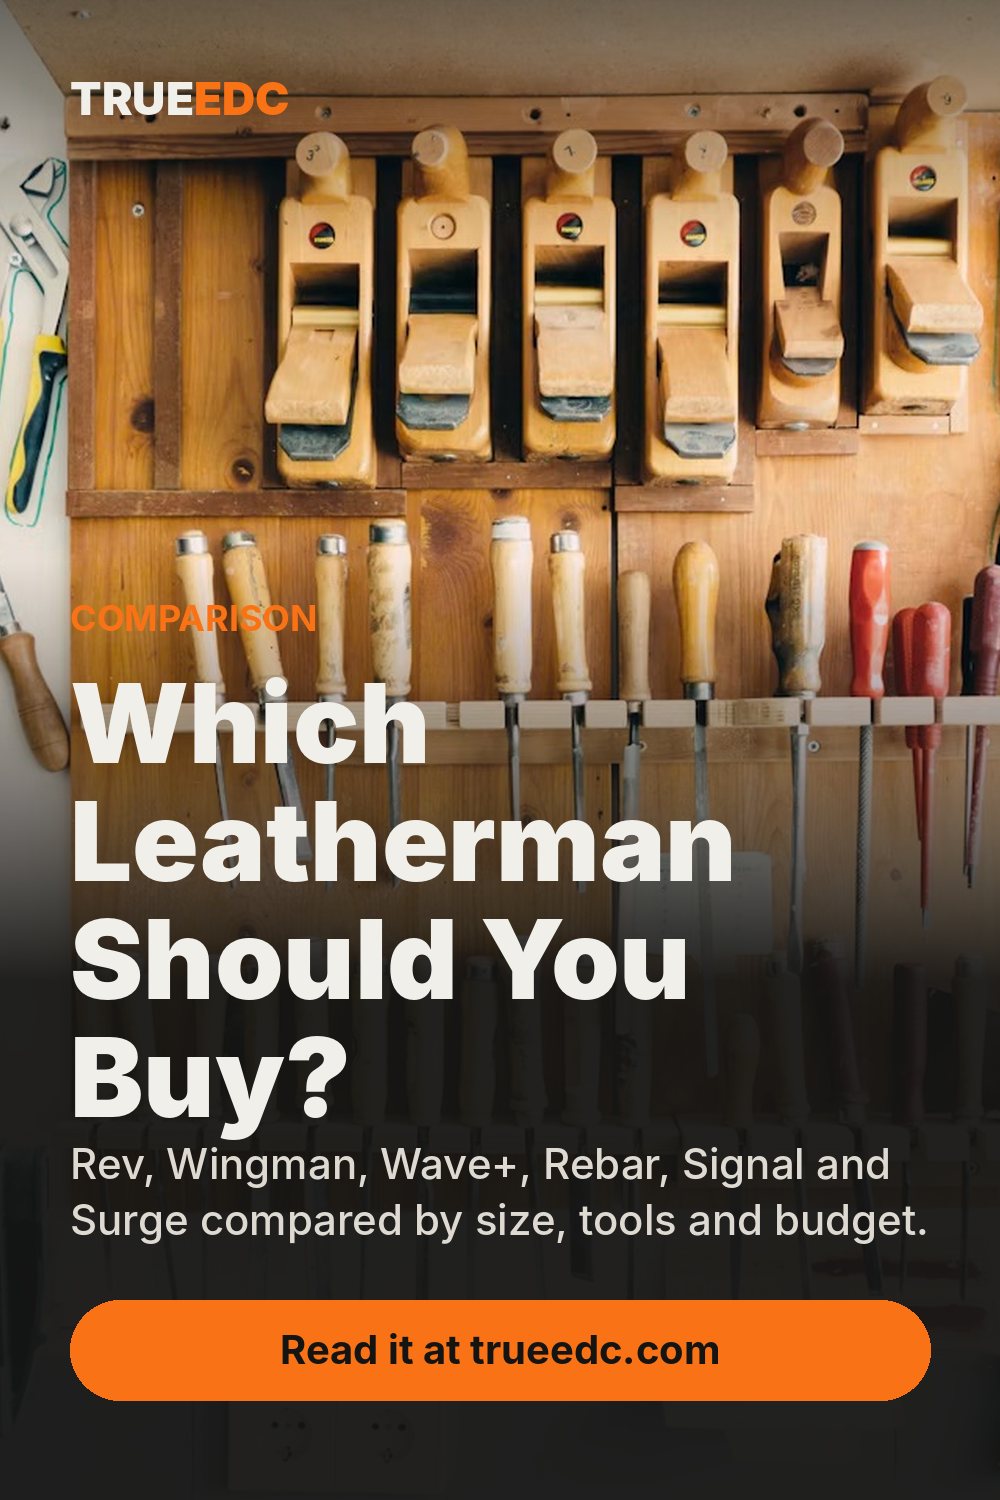 TRUEEDC
COMPARISON
Which
Leatherman
Should You
Buy?
Rev, Wingman, Wave+, Rebar, Signal and
Surge compared by size, tools and budget.
Read it at trueedc.com